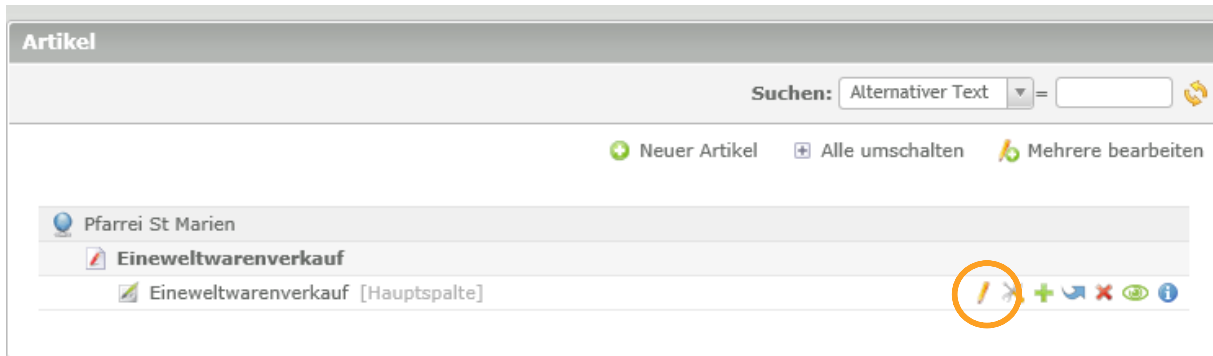 Artikel
Suchen: Alternativer Text =
Neuer Artikel Alle umschalten Mehrere bearbeiten
Pfarrei St Marien
Eineweltwarenverkauf
Eineweltwarenverkauf [Hauptspalte]